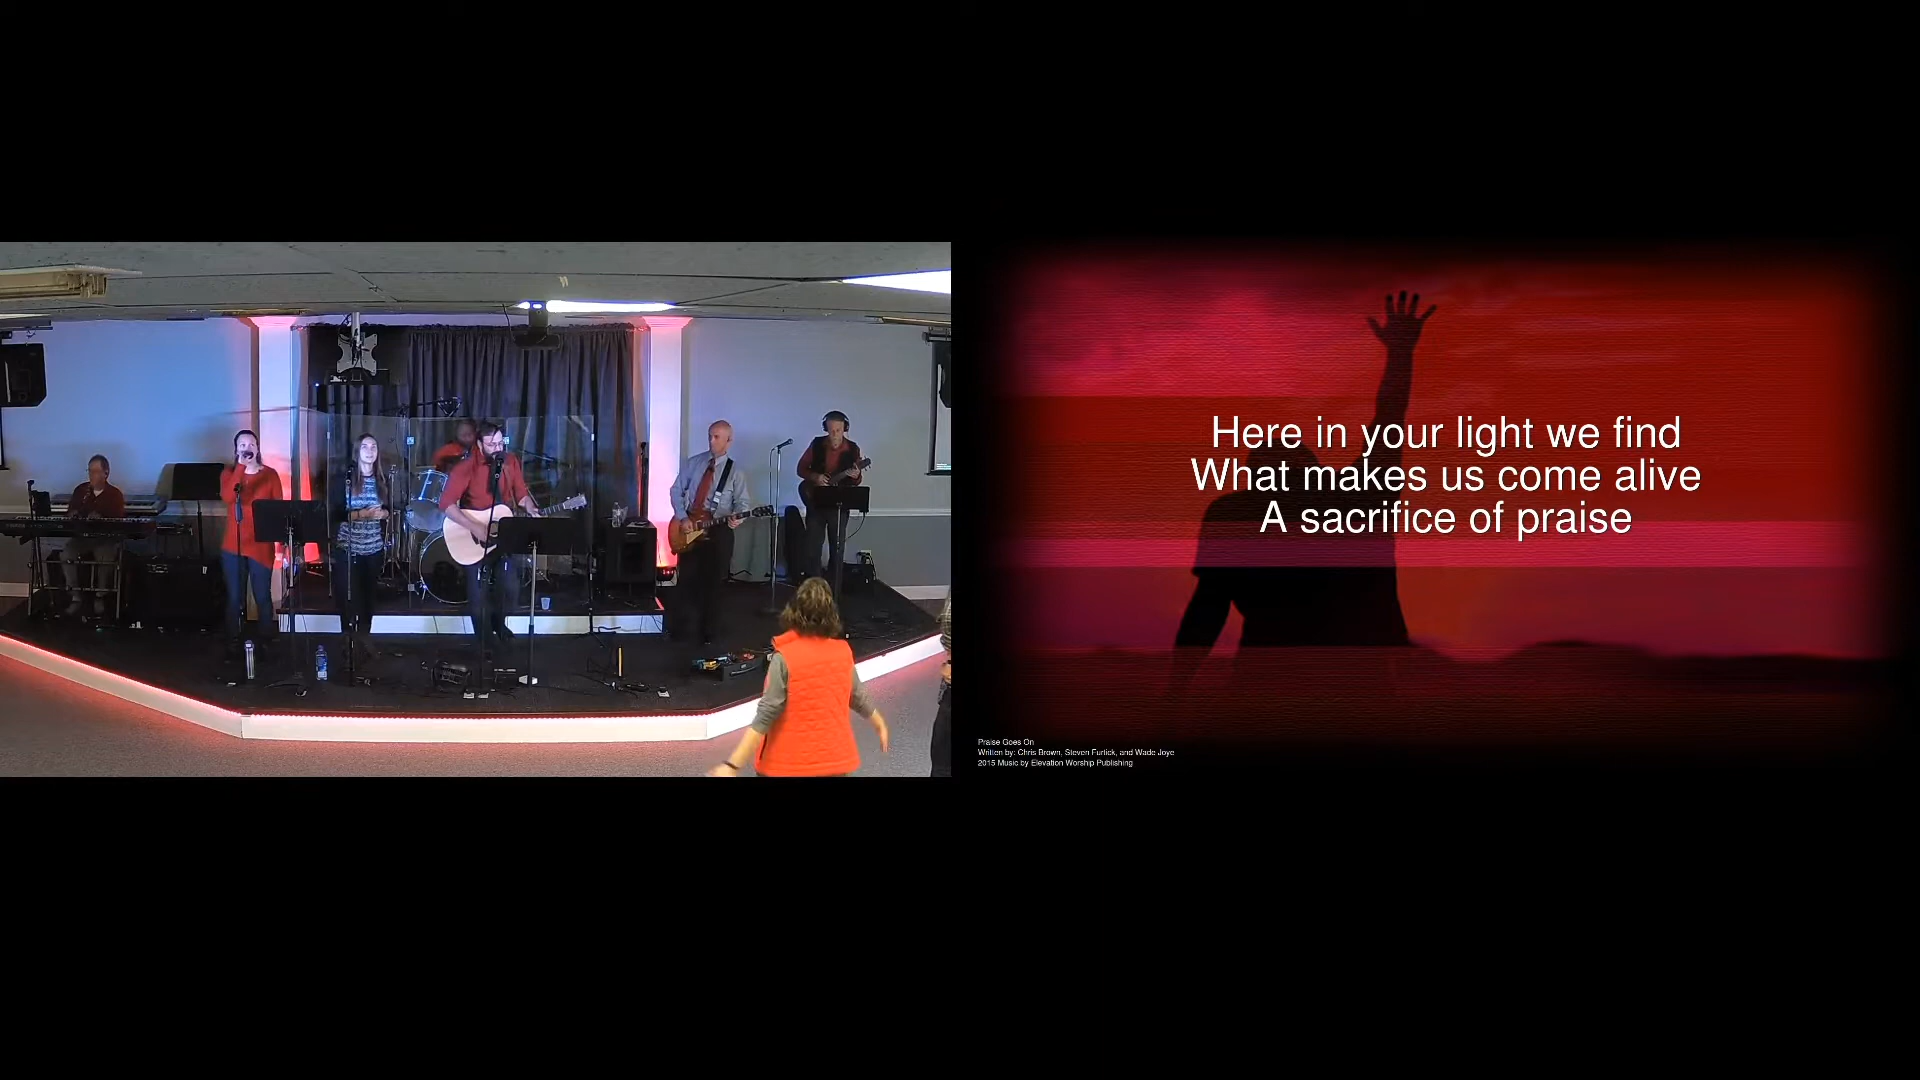 Here in your light we find
What makes us come alive
A sacrifice of praise
Praise Goes On
Written by: Chris Brown, Steven Furtick, and Wade Joye
2015 Music by Elevation Worship Publishing